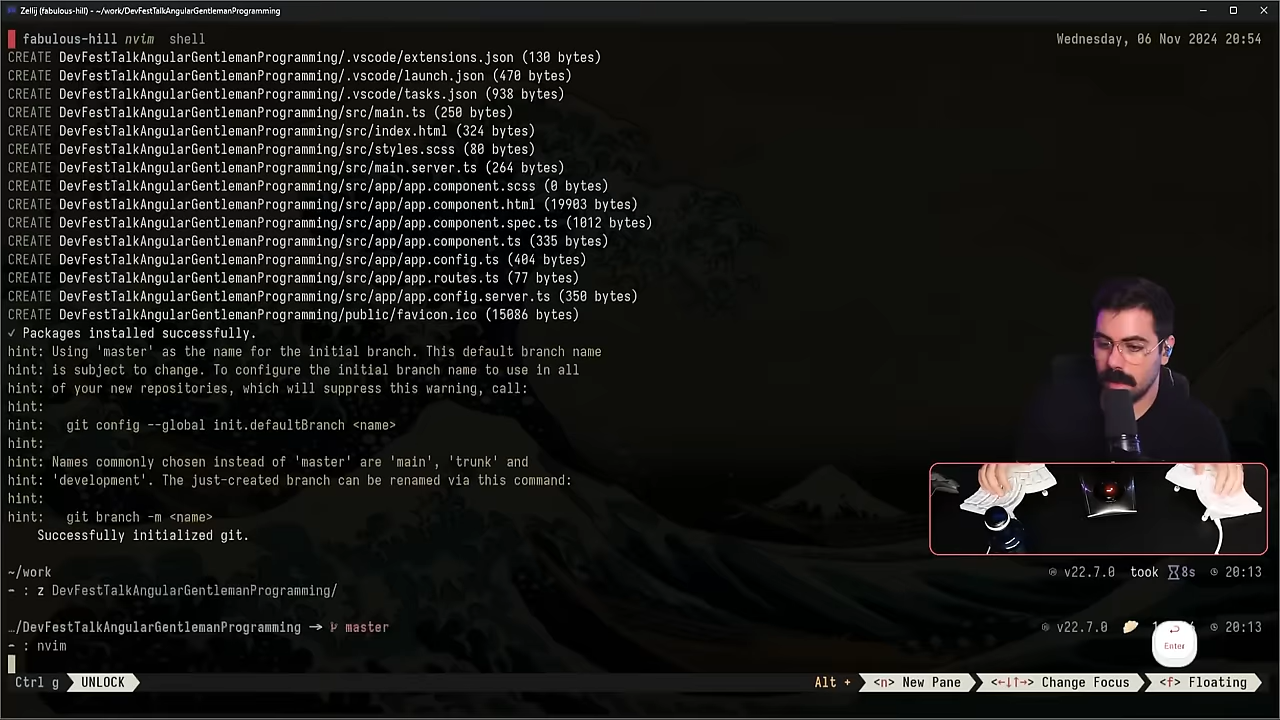 Zellij (fabulous-hill) - ~/work/DevFestTalkAngularGentlemanProgramming
fabulous-hill nvim shell
Wednesday, 06 Nov 2024 20:54
CREATE DevFestTalkAngularGentlemanProgramming/.vscode/extensions.json (130 bytes)
CREATE DevFestTalkAngularGentlemanProgramming/.vscode/launch.json (470 bytes)
CREATE DevFestTalkAngularGentlemanProgramming/.vscode/tasks.json (938 bytes)
CREATE DevFestTalkAngularGentlemanProgramming/src/main.ts (250 bytes)
CREATE DevFestTalkAngularGentlemanProgramming/src/index.html (324 bytes)
CREATE DevFestTalkAngularGentlemanProgramming/src/styles.scss (80 bytes)
CREATE DevFestTalkAngularGentlemanProgramming/src/main.server.ts (264 bytes)
CREATE DevFestTalkAngularGentlemanProgramming/src/app/app.component.scss (0 bytes)
CREATE DevFestTalkAngularGentlemanProgramming/src/app/app.component.html (19903 bytes)
CREATE DevFestTalkAngularGentlemanProgramming/src/app/app.component.spec.ts (1012 bytes)
CREATE DevFestTalkAngularGentlemanProgramming/src/app/app.component.ts (335 bytes)
CREATE DevFestTalkAngularGentlemanProgramming/src/app/app.config.ts (404 bytes)
CREATE DevFestTalkAngularGentlemanProgramming/src/app/app.routes.ts (77 bytes)
CREATE DevFestTalkAngularGentlemanProgramming/src/app/app.config.server.ts (350 bytes)
CREATE DevFestTalkAngularGentlemanProgramming/public/favicon.ico (15086 bytes)
✓ Packages installed successfully.
hint: Using 'master' as the name for the initial branch. This default branch name
hint: is subject to change. To configure the initial branch name to use in all
hint: of your new repositories, which will suppress this warning, call:
hint:
hint:   git config --global init.defaultBranch <name>
hint:
hint: Names commonly chosen instead of 'master' are 'main', 'trunk' and
hint: 'development'. The just-created branch can be renamed via this command:
hint:
hint:   git branch -m <name>
Successfully initialized git.
~/work
v22.7.0 took 8s 20:13
- : z DevFestTalkAngularGentlemanProgramming/
…/DevFestTalkAngularGentlemanProgramming → master
v22.7.0 20:13
- : nvim
Enter
Ctrl g UNLOCK
Alt + <n> New Pane <←↓↑→> Change Focus <f> Floating